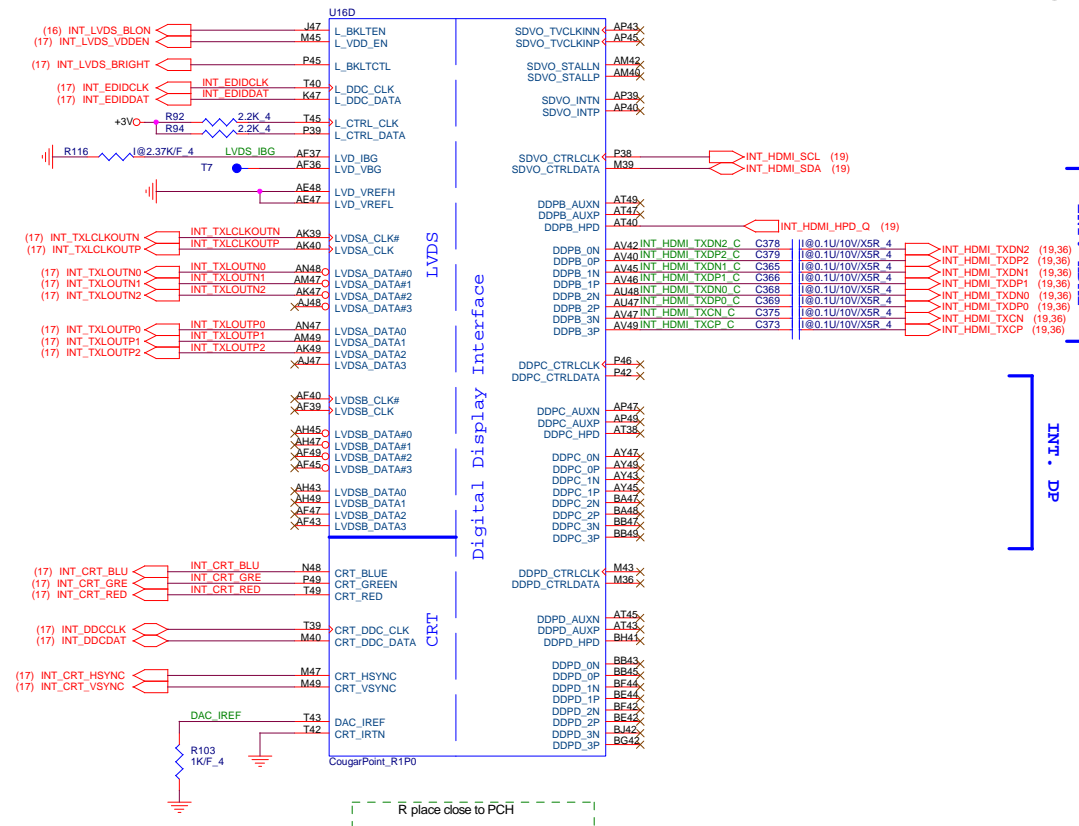 U16D
(16) INT_LVDS_BLON J47 L_BKLTEN SDVO_TVCLKINN AP43
(17) INT_LVDS_VDDEN M45 L_VDD_EN SDVO_TVCLKINP AP45
(17) INT_LVDS_BRIGHT P45 L_BKLTCTL SDVO_STALLN AM42
SDVO_STALLP AM40
(17) INT_EDIDCLK INT_EDIDCLK T40 L_DDC_CLK
(17) INT_EDIDDAT INT_EDIDDAT K47 L_DDC_DATA SDVO_INTN AP39
SDVO_INTP AP40
+3V R92 2.2K_4 T45 L_CTRL_CLK
R94 2.2K_4 P39 L_CTRL_DATA
R116 I@2.37K/F_4 LVDS_IBG AF37 LVD_IBG SDVO_CTRLCLK P38 INT_HDMI_SCL (19)
T7 AF36 LVD_VBG SDVO_CTRLDATA M39 INT_HDMI_SDA (19)
AE48 LVD_VREFH
AE47 LVD_VREFL DDPB_AUXN AT49
DDPB_AUXP AT47
DDPB_HPD AT40 INT_HDMI_HPD_Q (19)
(17) INT_TXLCLKOUTN INT_TXLCLKOUTN AK39 LVDSA_CLK#
(17) INT_TXLCLKOUTP INT_TXLCLKOUTP AK40 LVDSA_CLK
DDPB_0N AV42 INT_HDMI_TXDN2_C C378 I@0.1U/10V/X5R_4 INT_HDMI_TXDN2 (19,36)
DDPB_0P AV40 INT_HDMI_TXDP2_C C379 I@0.1U/10V/X5R_4 INT_HDMI_TXDP2 (19,36)
(17) INT_TXLOUTN0 INT_TXLOUTN0 AN48 LVDSA_DATA#0 DDPB_1N AV45 INT_HDMI_TXDN1_C C365 I@0.1U/10V/X5R_4 INT_HDMI_TXDN1 (19,36)
(17) INT_TXLOUTN1 INT_TXLOUTN1 AM47 LVDSA_DATA#1 DDPB_1P AV46 INT_HDMI_TXDP1_C C366 I@0.1U/10V/X5R_4 INT_HDMI_TXDP1 (19,36)
(17) INT_TXLOUTN2 INT_TXLOUTN2 AK47 LVDSA_DATA#2 DDPB_2N AU48 INT_HDMI_TXDN0_C C368 I@0.1U/10V/X5R_4 INT_HDMI_TXDN0 (19,36)
AJ48 LVDSA_DATA#3 DDPB_2P AU47 INT_HDMI_TXDP0_C C369 I@0.1U/10V/X5R_4 INT_HDMI_TXDP0 (19,36)
DDPB_3N AV47 INT_HDMI_TXCN_C C375 I@0.1U/10V/X5R_4 INT_HDMI_TXCN (19,36)
DDPB_3P AV49 INT_HDMI_TXCP_C C373 I@0.1U/10V/X5R_4 INT_HDMI_TXCP (19,36)
(17) INT_TXLOUTP0 INT_TXLOUTP0 AN47 LVDSA_DATA0
(17) INT_TXLOUTP1 INT_TXLOUTP1 AM49 LVDSA_DATA1
(17) INT_TXLOUTP2 INT_TXLOUTP2 AK49 LVDSA_DATA2
AJ47 LVDSA_DATA3 DDPC_CTRLCLK P46
DDPC_CTRLDATA P42
LVDS
Digital Display Interface
AF40 LVDSB_CLK# DDPC_AUXN AP47
AF39 LVDSB_CLK DDPC_AUXP AP49
DDPC_HPD AT38
INT. DP
AH45 LVDSB_DATA#0
AH47 LVDSB_DATA#1
AF49 LVDSB_DATA#2 DDPC_0N AY47
AF45 LVDSB_DATA#3 DDPC_0P AY49
DDPC_1N AY43
AH43 LVDSB_DATA0 DDPC_1P AY45
AH49 LVDSB_DATA1 DDPC_2N BA47
AF47 LVDSB_DATA2 DDPC_2P BA48
AF43 LVDSB_DATA3 DDPC_3N BB47
DDPC_3P BB49
(17) INT_CRT_BLU INT_CRT_BLU N48 CRT_BLUE DDPD_CTRLCLK M43
(17) INT_CRT_GRE INT_CRT_GRE P49 CRT_GREEN DDPD_CTRLDATA M36
(17) INT_CRT_RED INT_CRT_RED T49 CRT_RED
CRT
(17) INT_DDCCLK T39 CRT_DDC_CLK DDPD_AUXN AT45
(17) INT_DDCDAT M40 CRT_DDC_DATA DDPD_AUXP AT43
DDPD_HPD BH41
(17) INT_CRT_HSYNC M47 CRT_HSYNC DDPD_0N BB43
(17) INT_CRT_VSYNC M49 CRT_VSYNC DDPD_0P BB45
DDPD_1N BF44
DDPD_1P BE44
DDPD_2N BF42
DAC_IREF T43 DAC_IREF DDPD_2P BE42
T42 CRT_IRTN DDPD_3N BJ42
DDPD_3P BG42
R103
1K/F_4
CougarPoint_R1P0
R place close to PCH